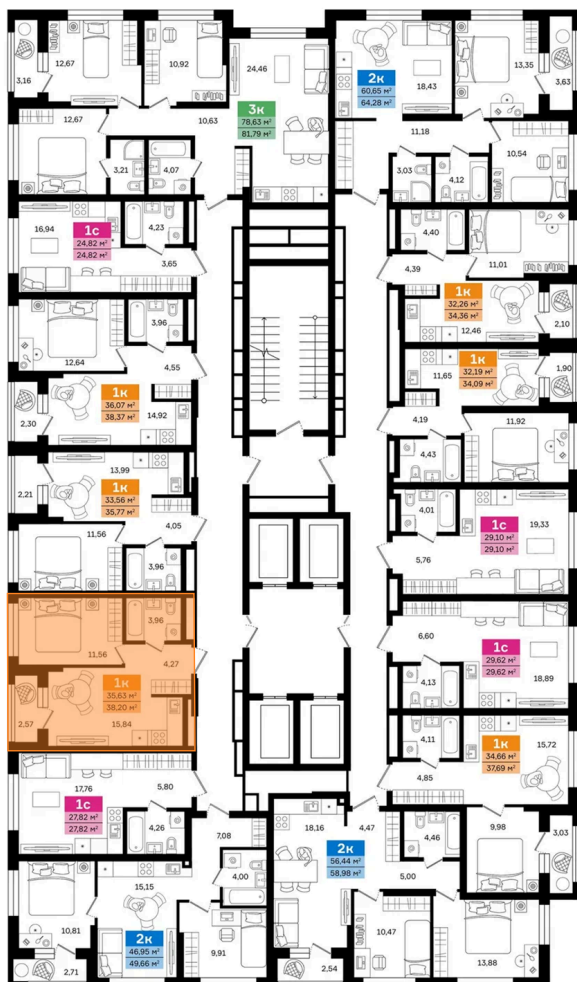 3,16
12,67
10,92
24,46
3к
78,63 м²
81,79 м²
12,67
10,63
3,21
4,07
2к
60,65 м²
64,28 м²
18,43
13,35
3,63
11,18
3,03
4,12
10,54
16,94
1с
24,82 м²
24,82 м²
4,23
3,65
4,40
11,01
4,39
1к
32,26 м²
34,36 м²
12,46
2,10
3,96
12,64
4,55
1к
36,07 м²
38,37 м²
14,92
2,30
11,65
1к
32,19 м²
34,09 м²
1,90
4,19
11,92
4,43
13,99
2,21
1к
33,56 м²
35,77 м²
4,05
11,56
3,96
4,01
1с
29,10 м²
29,10 м²
19,33
5,76
3,96
11,56
4,27
1к
35,63 м²
38,20 м²
2,57
15,84
6,60
1с
29,62 м²
29,62 м²
4,13
18,89
4,11
1к
34,66 м²
37,69 м²
15,72
4,85
17,76
5,80
1с
27,82 м²
27,82 м²
4,26
7,08
18,16
4,47
2к
56,44 м²
58,98 м²
4,46
9,98
3,03
5,00
15,15
4,00
10,81
2к
46,95 м²
49,66 м²
2,71
9,91
2,54
10,47
13,88